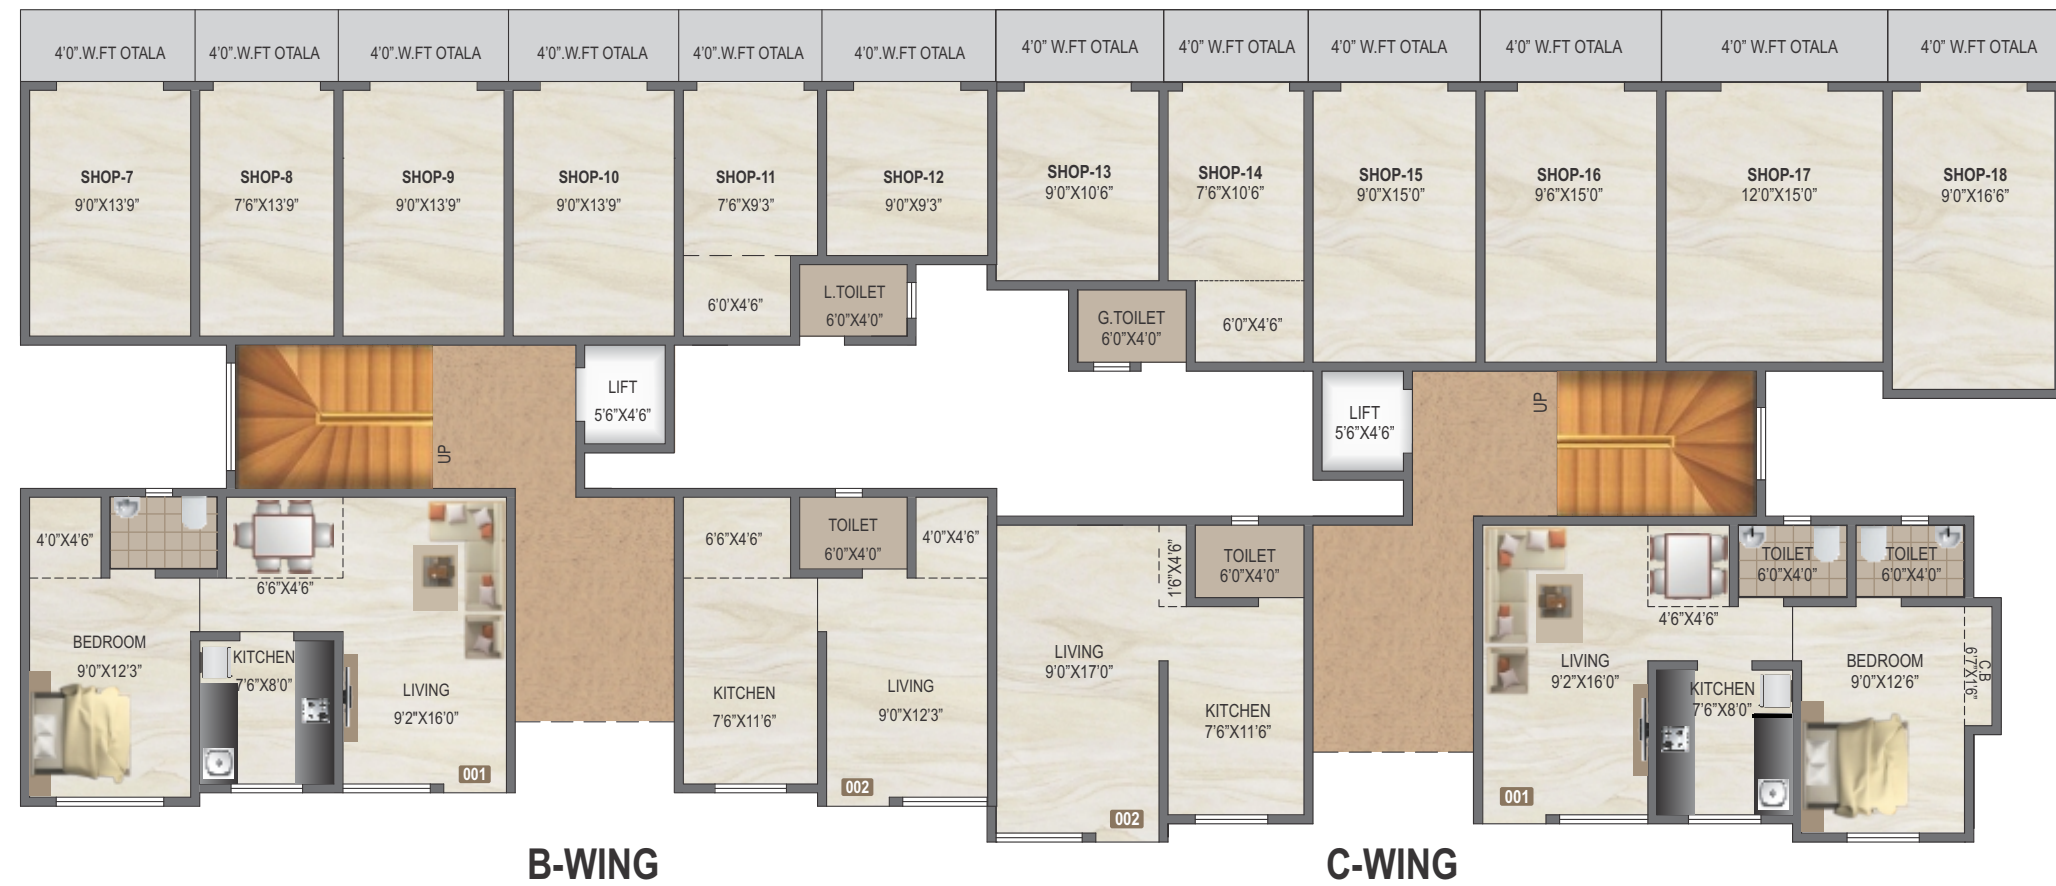 4'0".W.FT OTALA
4'0".W.FT OTALA
4'0".W.FT OTALA
4'0".W.FT OTALA
4'0".W.FT OTALA
4'0".W.FT OTALA
4'0" W.FT OTALA
4'0" W.FT OTALA
4'0" W.FT OTALA
4'0" W.FT OTALA
4'0" W.FT OTALA
4'0" W.FT OTALA
SHOP-7
9'0"X13'9"
SHOP-8
7'6"X13'9"
SHOP-9
9'0"X13'9"
SHOP-10
9'0"X13'9"
SHOP-11
7'6"X9'3"
6'0'X4'6"
SHOP-12
9'0"X9'3"
SHOP-13
9'0"X10'6"
SHOP-14
7'6"X10'6"
6'0"X4'6"
SHOP-15
9'0"X15'0"
SHOP-16
9'6"X15'0"
SHOP-17
12'0"X15'0"
SHOP-18
9'0"X16'6"
L.TOILET
6'0"X4'0"
G.TOILET
6'0"X4'0"
UP
LIFT
5'6"X4'6"
LIFT
5'6"X4'6"
UP
4'0"X4'6"
6'6"X4'6"
BEDROOM
9'0"X12'3"
KITCHEN
7'6"X8'0"
LIVING
9'2"X16'0"
001
6'6"X4'6"
TOILET
6'0"X4'0"
4'0"X4'6"
KITCHEN
7'6"X11'6"
LIVING
9'0"X12'3"
002
1'6"X4'6"
TOILET
6'0"X4'0"
LIVING
9'0"X17'0"
KITCHEN
7'6"X11'6"
002
TOILET
6'0"X4'0"
TOILET
6'0"X4'0"
4'6"X4'6"
LIVING
9'2"X16'0"
KITCHEN
7'6"X8'0"
BEDROOM
9'0"X12'6"
C.B
6'7"X1'6"
001
B-WING
C-WING